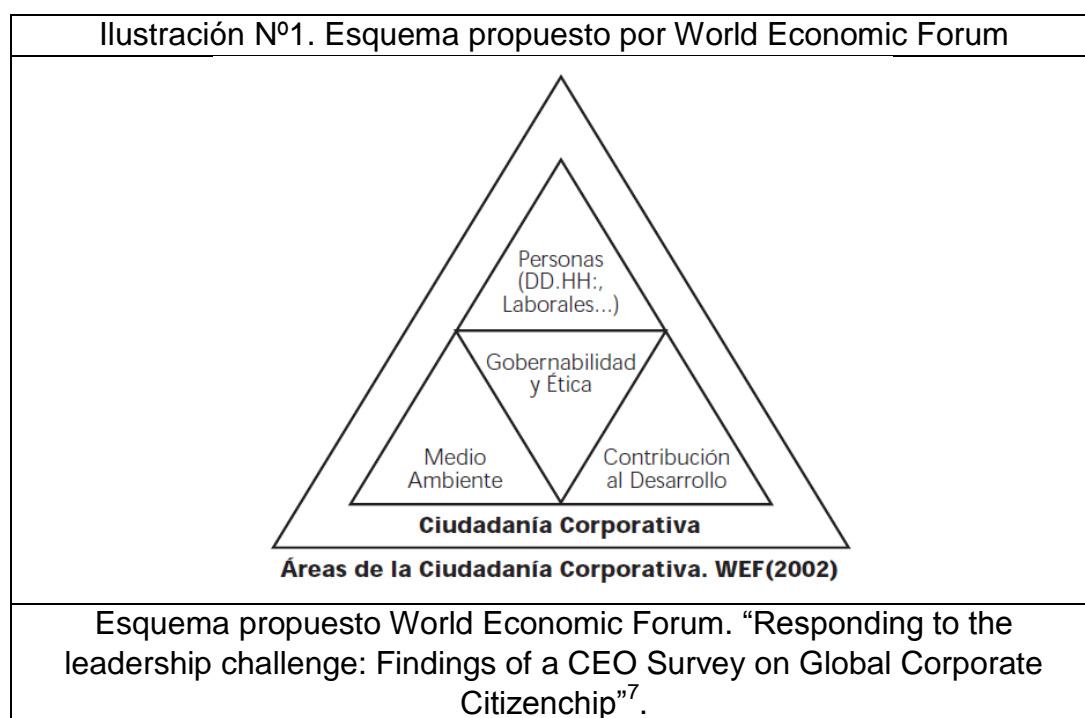 Ilustración Nº1. Esquema propuesto por World Economic Forum
Personas
(DD.HH:,
Laborales...)
Gobernabilidad
y Ética
Medio
Ambiente
Contribución
al Desarrollo
Ciudadanía Corporativa
Áreas de la Ciudadanía Corporativa. WEF(2002)
Esquema propuesto World Economic Forum. “Responding to the
leadership challenge: Findings of a CEO Survey on Global Corporate
Citizenchip”⁷.